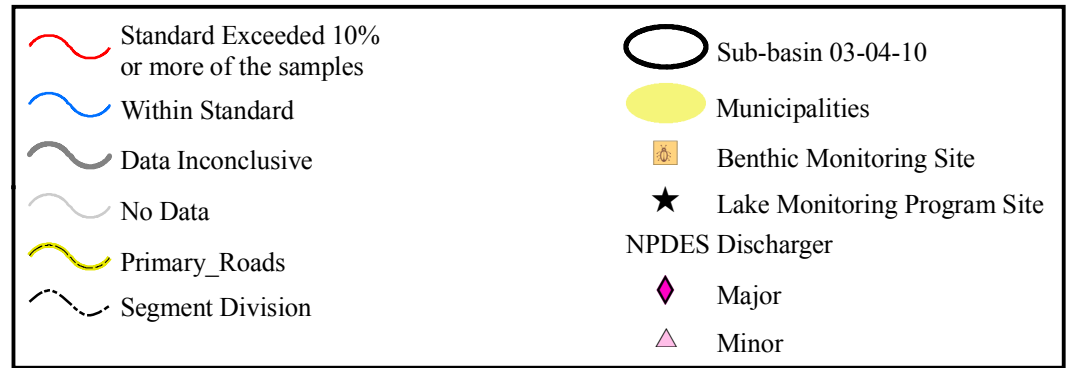 Standard Exceeded 10%
or more of the samples
Within Standard
Data Inconclusive
No Data
Primary_Roads
Segment Division
Sub-basin 03-04-10
Municipalities
Benthic Monitoring Site
Lake Monitoring Program Site
NPDES Discharger
Major
Minor